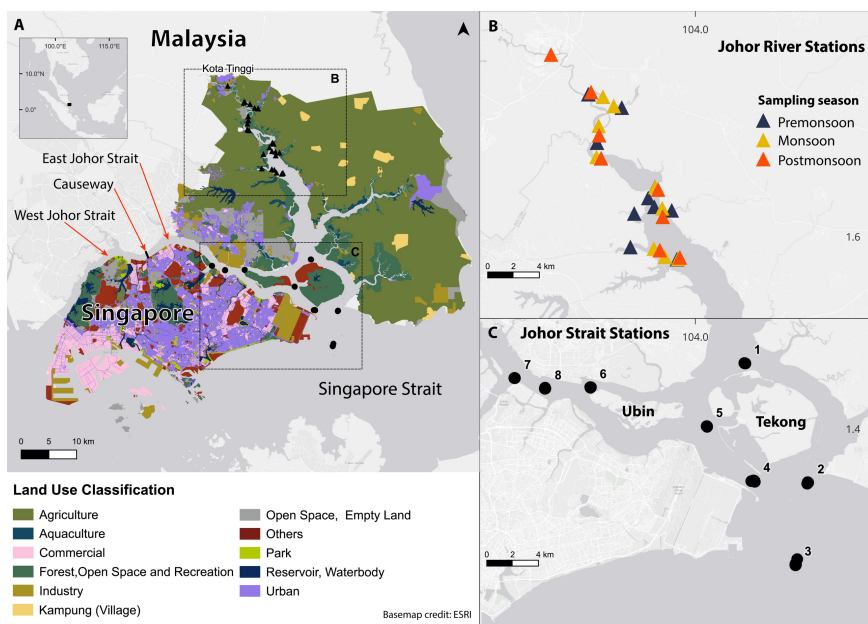 A
Malaysia
100.0°E
115.0°E
10.0°N
0.0°
Kota Tinggi
B
East Johor Strait
Causeway
West Johor Strait
C
Singapore
Singapore Strait
0 5 10 km
Land Use Classification
Agriculture
Aquaculture
Commercial
Forest,Open Space and Recreation
Industry
Kampung (Village)
Open Space, Empty Land
Others
Park
Reservoir, Waterbody
Urban
Basemap credit: ESRI
B
104.0
Johor River Stations
Sampling season
Premonsoon
Monsoon
Postmonsoon
1.6
0 2 4 km
C
Johor Strait Stations
104.0
1
7
8
6
Ubin
5
Tekong
1.4
4
2
3
0 2 4 km